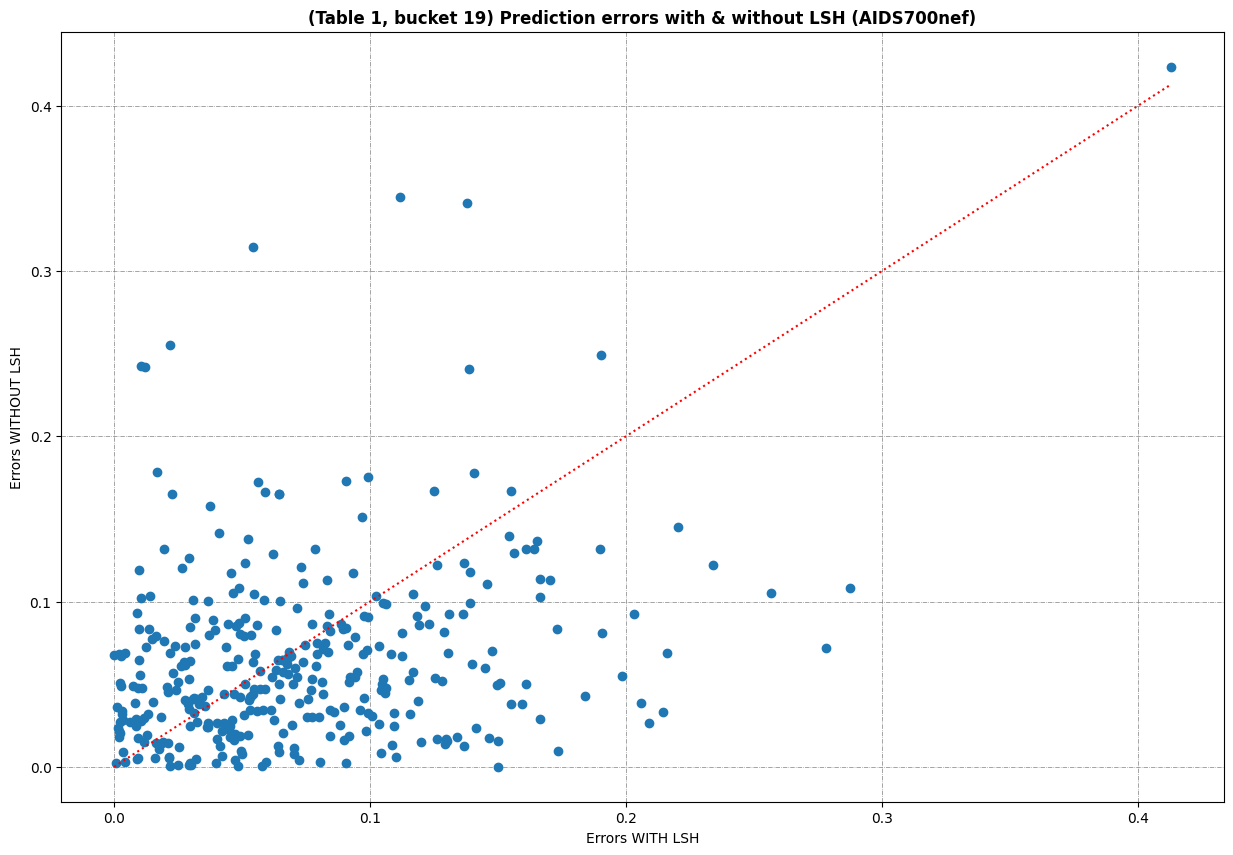 (Table 1, bucket 19) Prediction errors with & without LSH (AIDS700nef)
Errors WITHOUT LSH
0.4
0.3
0.2
0.1
0.0
0.0 0.1 0.2 0.3 0.4
Errors WITH LSH